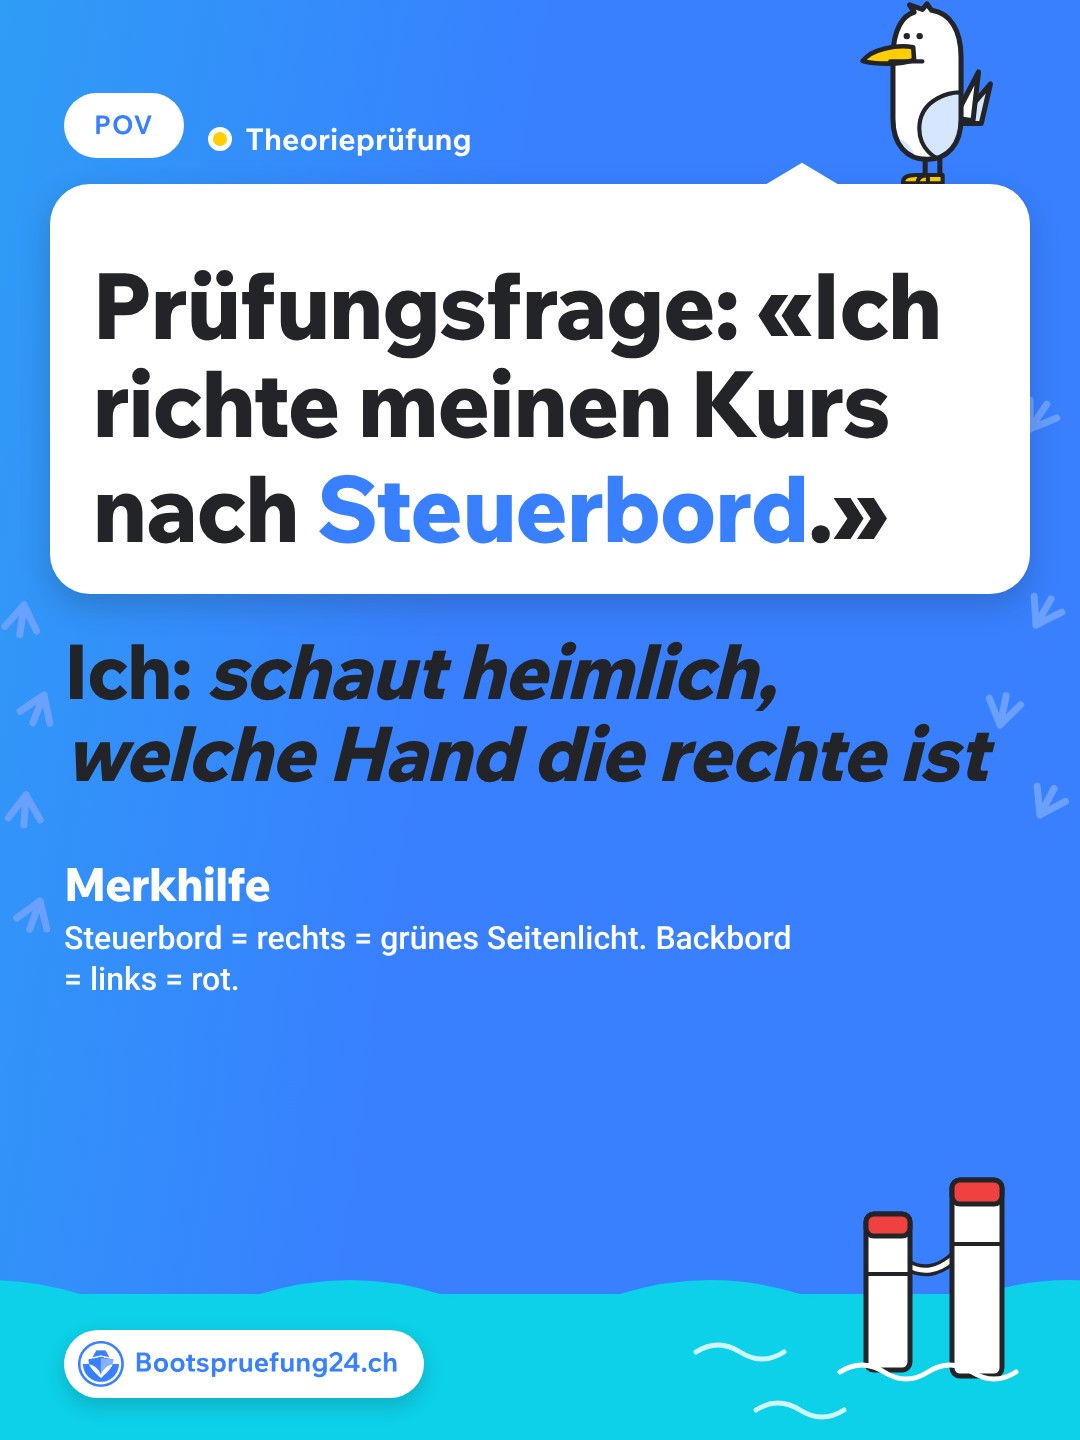 POV
Theorieprüfung
Prüfungsfrage: «Ich
richte meinen Kurs
nach Steuerbord.»
Ich: schaut heimlich,
welche Hand die rechte ist
Merkhilfe
Steuerbord = rechts = grünes Seitenlicht. Backbord
= links = rot.
Bootspruefung24.ch